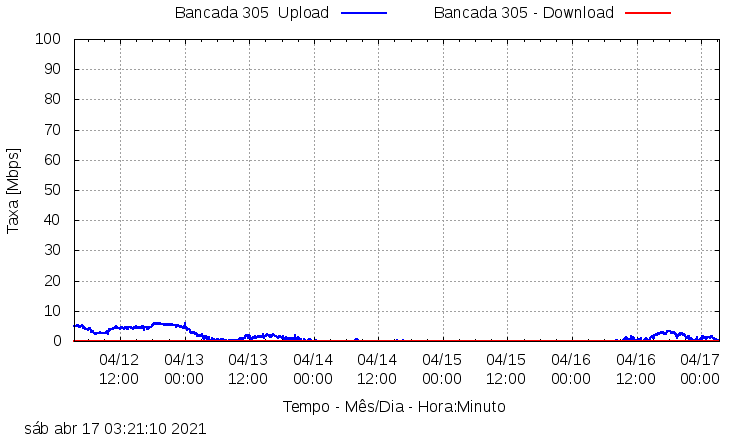 Bancada 305  Upload
Bancada 305 - Download
Taxa [Mbps]
100
90
80
70
60
50
40
30
20
10
0
04/12 04/13 04/13 04/14 04/14 04/15 04/15 04/16 04/16 04/17
12:00 00:00 12:00 00:00 12:00 00:00 12:00 00:00 12:00 00:00
Tempo - Mês/Dia - Hora:Minuto
sáb abr 17 03:21:10 2021